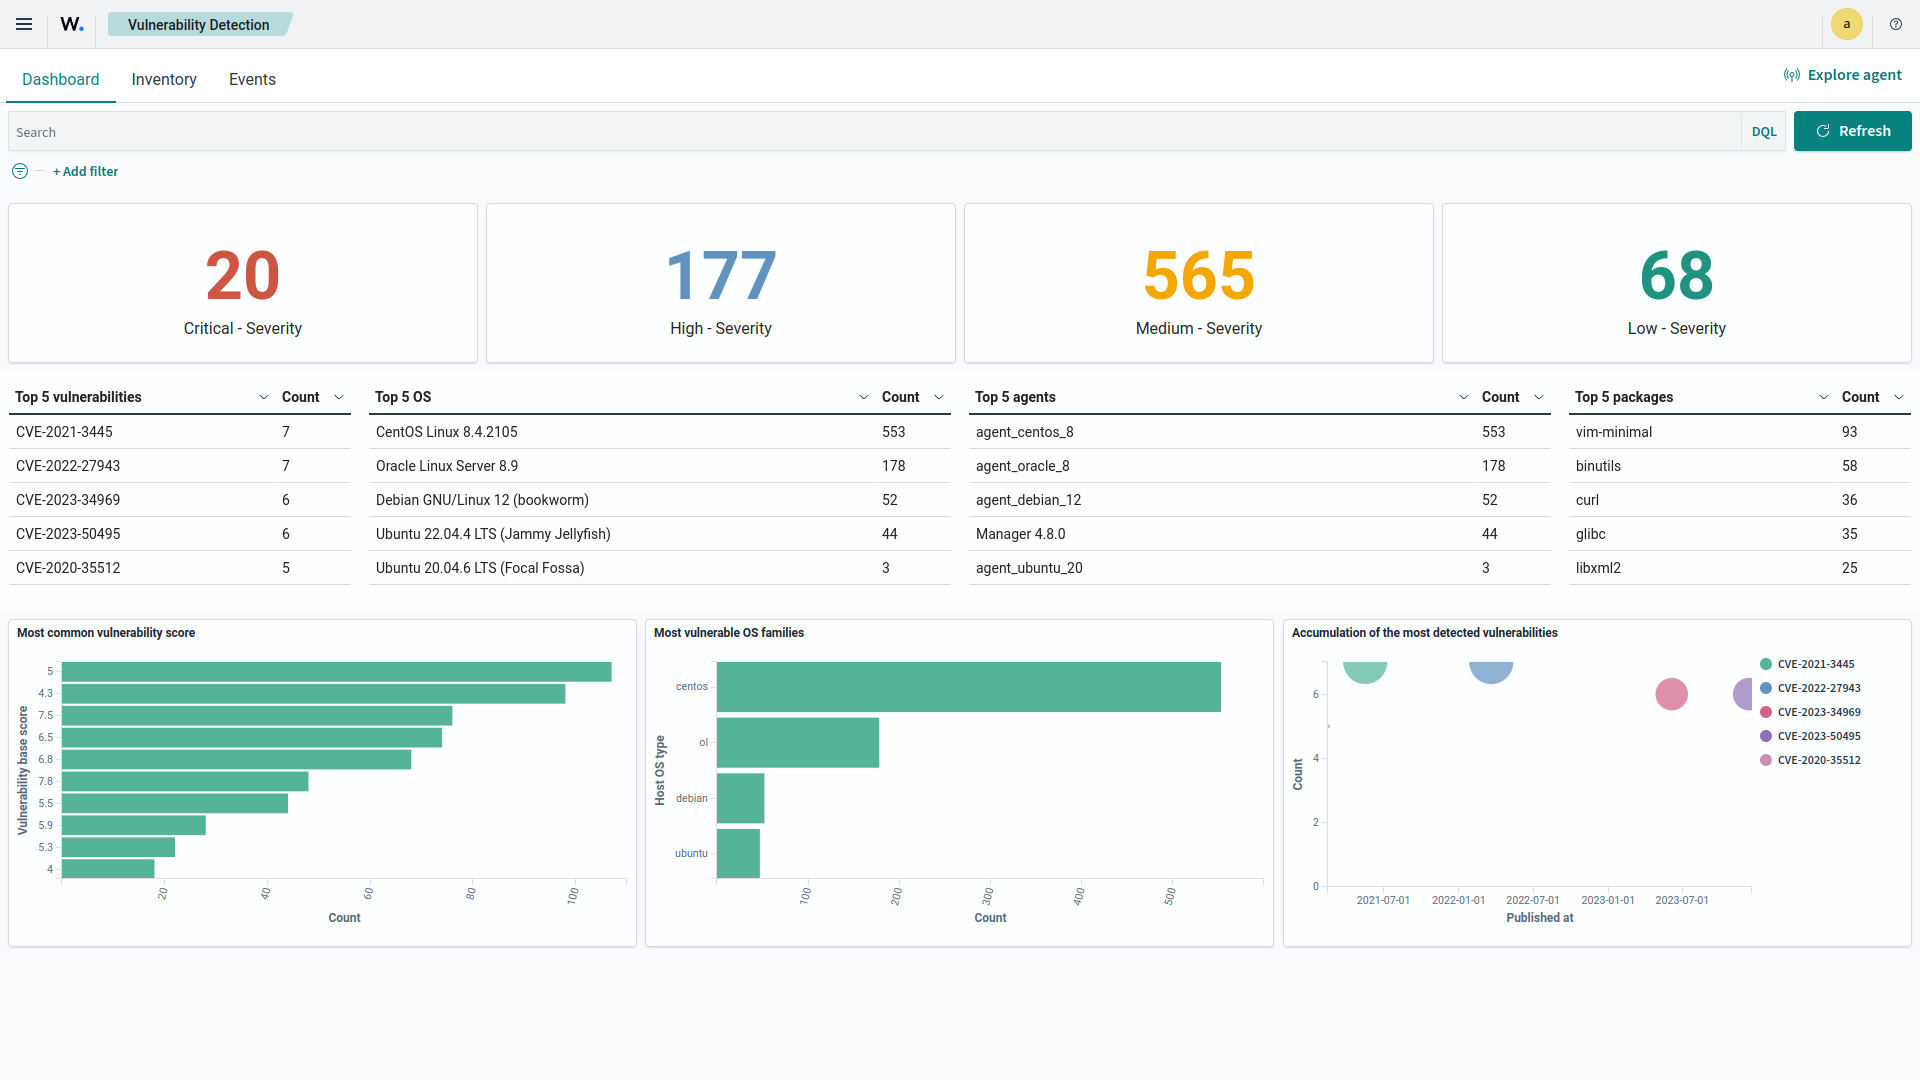 W.
Vulnerability Detection
a
Dashboard
Inventory
Events
Explore agent
Search
DQL
Refresh
+ Add filter
20
Critical - Severity
177
High - Severity
565
Medium - Severity
68
Low - Severity
Top 5 vulnerabilities Count
CVE-2021-3445 7
CVE-2022-27943 7
CVE-2023-34969 6
CVE-2023-50495 6
CVE-2020-35512 5
Top 5 OS Count
CentOS Linux 8.4.2105 553
Oracle Linux Server 8.9 178
Debian GNU/Linux 12 (bookworm) 52
Ubuntu 22.04.4 LTS (Jammy Jellyfish) 44
Ubuntu 20.04.6 LTS (Focal Fossa) 3
Top 5 agents Count
agent_centos_8 553
agent_oracle_8 178
agent_debian_12 52
Manager 4.8.0 44
agent_ubuntu_20 3
Top 5 packages Count
vim-minimal 93
binutils 58
curl 36
glibc 35
libxml2 25
Most common vulnerability score
Vulnerability base score
5
4.3
7.5
6.5
6.8
7.8
5.5
5.9
5.3
4
20 40 60 80 100
Count
Most vulnerable OS families
Host OS type
centos
ol
debian
ubuntu
100 200 300 400 500
Count
Accumulation of the most detected vulnerabilities
Count
6
4
2
0
2021-07-01 2022-01-01 2022-07-01 2023-01-01 2023-07-01
Published at
CVE-2021-3445
CVE-2022-27943
CVE-2023-34969
CVE-2023-50495
CVE-2020-35512